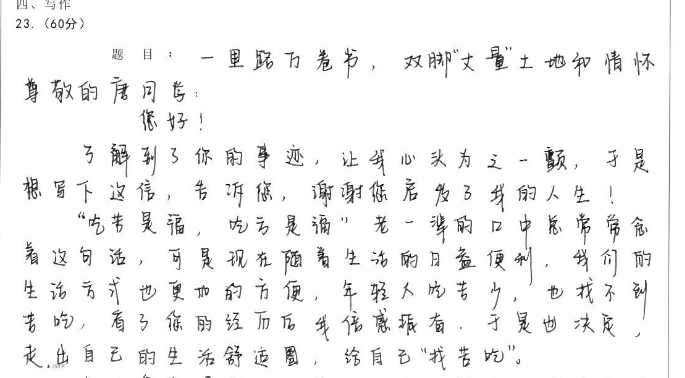 四、写作
23.（60分）
题目：一里路万卷书，双脚“丈量”土地和情怀
尊敬的唐同学：
您好！
了解到了你的事迹，让我心头为之一颤，于是
想写下这信，告诉您，谢谢您启发了我的人生！
“吃苦是福，吃亏是福”老一辈的口中总常常念
着这句话，可是现在随着生活的日益便利，我们的
生活方式也更加的方便，年轻人吃苦少，也找不到
苦吃，看了你的经历后我倍感振奋．于是也决定，
走出自己的生活舒适圈，给自己“找苦吃”。